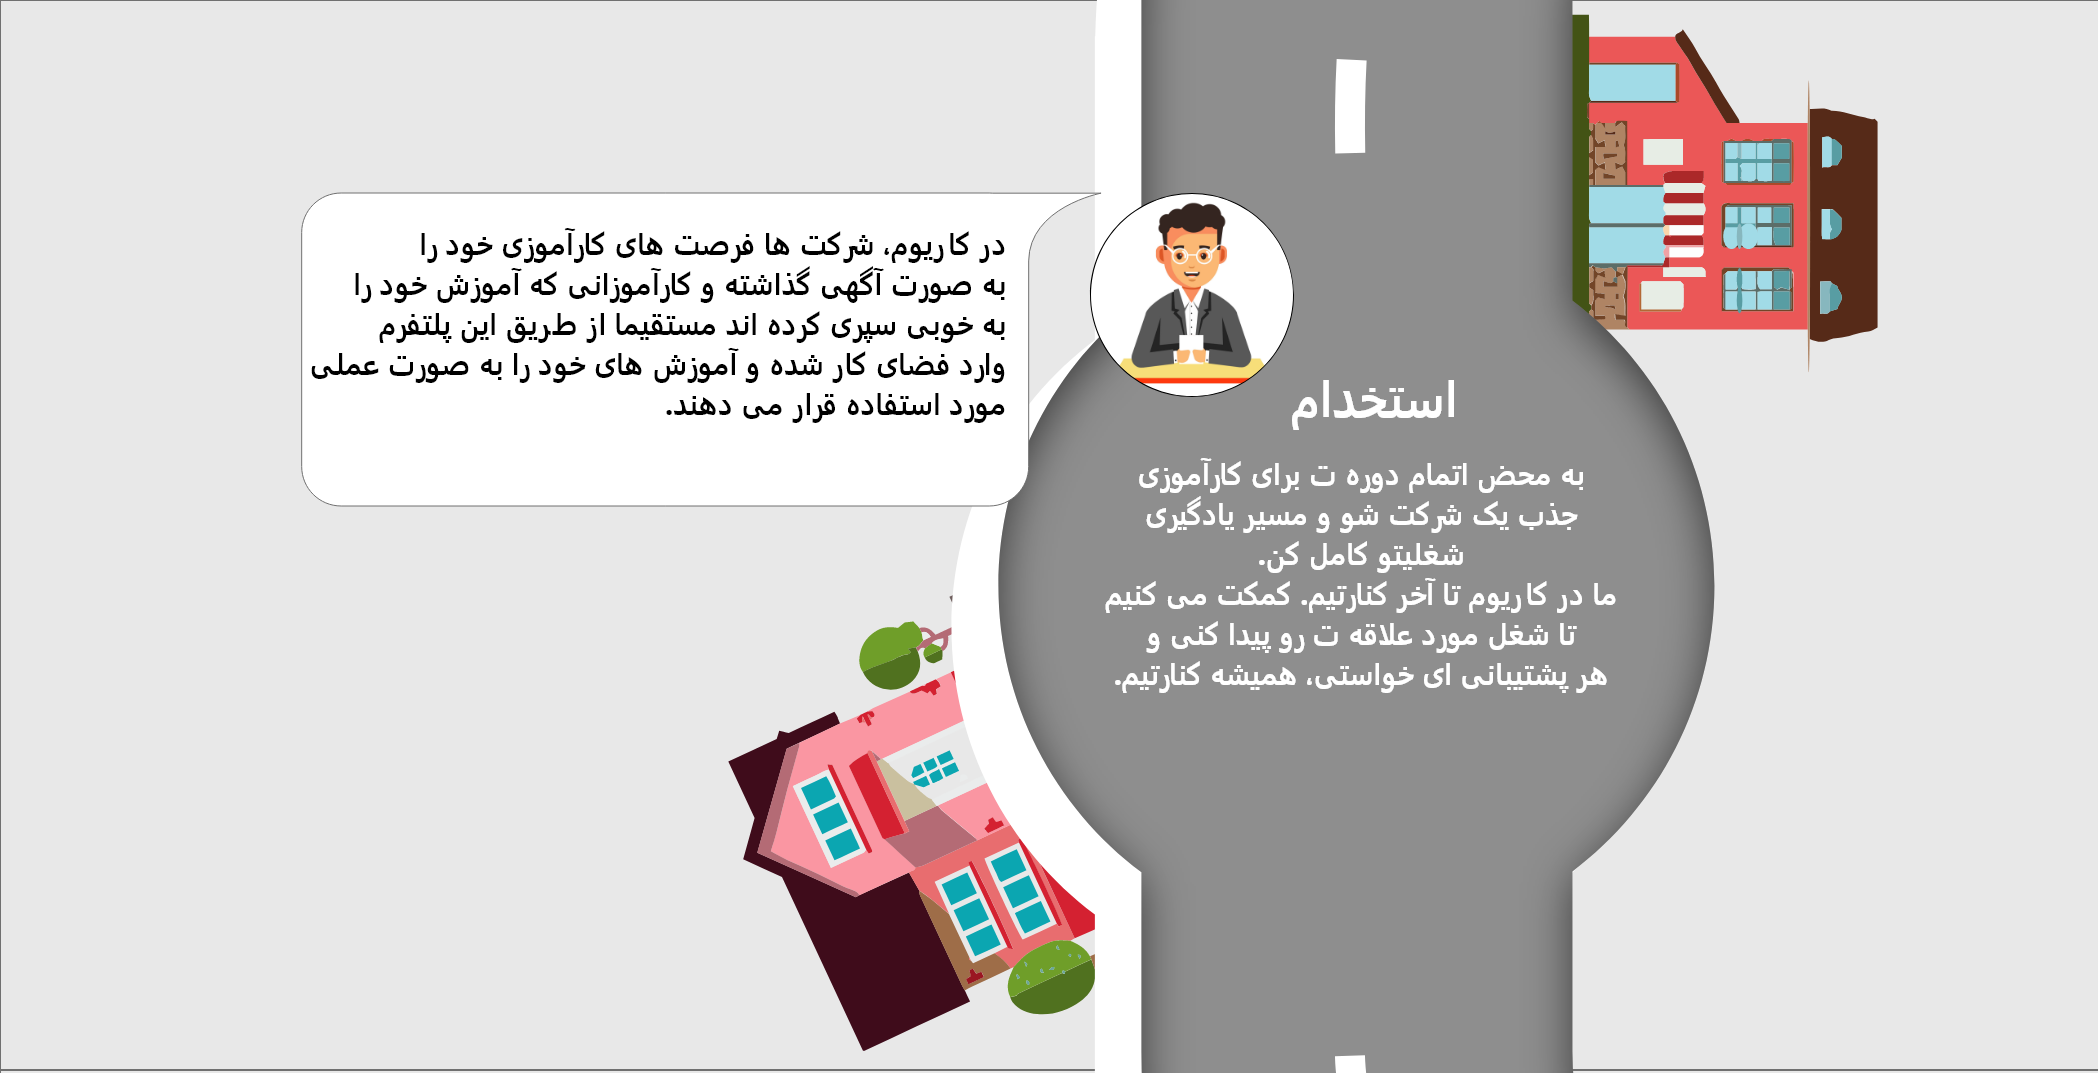 در کاریوم، شرکت ها فرصت های کارآموزی خود را
به صورت آگهی گذاشته و کارآموزانی که آموزش خود را
به خوبی سپری کرده اند مستقیما از طریق این پلتفرم
وارد فضای کار شده و آموزش های خود را به صورت عملی
مورد استفاده قرار می دهند.
استخدام
به محض اتمام دوره ت برای کارآموزی
جذب یک شرکت شو و مسیر یادگیری
شغلیتو کامل کن.
ما در کاریوم تا آخر کنارتیم. کمکت می کنیم
تا شغل مورد علاقه ت رو پیدا کنی و
هر پشتیبانی ای خواستی، همیشه کنارتیم.